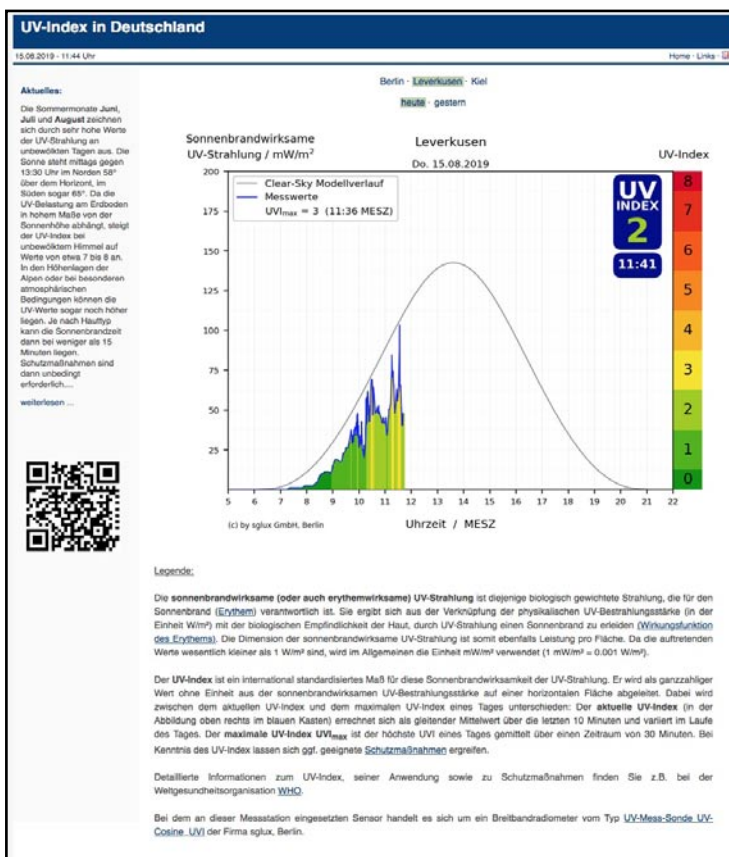 UV-Index in Deutschland
15.08.2019 - 11:44 Uhr
Home · Links ·
Aktuelles:
Die Sommermonate Juni,
Juli und August zeichnen
sich durch sehr hohe Werte
der UV-Strahlung an
unbewölkten Tagen aus. Die
Sonne steht mittags gegen
13:30 Uhr im Norden 58°
über dem Horizont, im
Süden sogar 65°. Da die
UV-Belastung am Erdboden
in hohem Maße von der
Sonnenhöhe abhängt, steigt
der UV-Index bei
unbewölktem Himmel auf
Werte von etwa 7 bis 8 an.
In den Höhenlagen der
Alpen oder bei besonderen
atmosphärischen
Bedingungen können die
UV-Werte sogar noch höher
liegen. Je nach Hauttyp
kann die Sonnenbrandzeit
dann bei weniger als 15
Minuten liegen.
Schutzmaßnahmen sind
dann unbedingt
erforderlich....
weiterlesen ...
Berlin · Leverkusen · Kiel
heute · gestern
Sonnenbrandwirksame
UV-Strahlung / mW/m²
Leverkusen
Do. 15.08.2019
UV-Index
200
175
150
125
100
75
50
25
Clear-Sky Modellverlauf
Messwerte
UVImax = 3 (11:36 MESZ)
UV
INDEX
2
11:41
8
7
6
5
4
3
2
1
0
5 6 7 8 9 10 11 12 13 14 15 16 17 18 19 20 21 22
(c) by sglux GmbH, Berlin
Uhrzeit / MESZ
Legende:
Die sonnenbrandwirksame (oder auch erythemwirksame) UV-Strahlung ist diejenige biologisch gewichtete Strahlung, die für den
Sonnenbrand (Erythem) verantwortlich ist. Sie ergibt sich aus der Verknüpfung der physikalischen UV-Bestrahlungsstärke (in der
Einheit W/m²) mit der biologischen Empfindlichkeit der Haut, durch UV-Strahlung einen Sonnenbrand zu erleiden (Wirkungsfunktion
des Erythems). Die Dimension der sonnenbrandwirksame UV-Strahlung ist somit ebenfalls Leistung pro Fläche. Da die auftretenden
Werte wesentlich kleiner als 1 W/m² sind, wird im Allgemeinen die Einheit mW/m² verwendet (1 mW/m² = 0.001 W/m²).
Der UV-Index ist ein international standardisiertes Maß für diese Sonnenbrandwirksamkeit der UV-Strahlung. Er wird als ganzzahliger
Wert ohne Einheit aus der sonnenbrandwirksamen UV-Bestrahlungsstärke auf einer horizontalen Fläche abgeleitet. Dabei wird
zwischen dem aktuellen UV-Index und dem maximalen UV-Index eines Tages unterschieden: Der aktuelle UV-Index (in der
Abbildung oben rechts im blauen Kasten) errechnet sich als gleitender Mittelwert über die letzten 10 Minuten und variiert im Laufe
des Tages. Der maximale UV-Index UVImax ist der höchste UVI eines Tages gemittelt über einen Zeitraum von 30 Minuten. Bei
Kenntnis des UV-Index lassen sich ggf. geeignete Schutzmaßnahmen ergreifen.
Detaillierte Informationen zum UV-Index, seiner Anwendung sowie zu Schutzmaßnahmen finden Sie z.B. bei der
Weltgesundheitsorganisation WHO.
Bei dem an dieser Messstation eingesetzten Sensor handelt es sich um ein Breitbandradiometer vom Typ UV-Mess-Sonde UV-
Cosine_UVI der Firma sglux, Berlin.